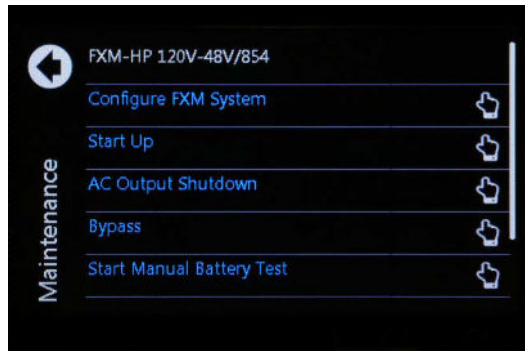 FXM-HP 120V-48V/854
Configure FXM System
Start Up
AC Output Shutdown
Bypass
Start Manual Battery Test
Maintenance